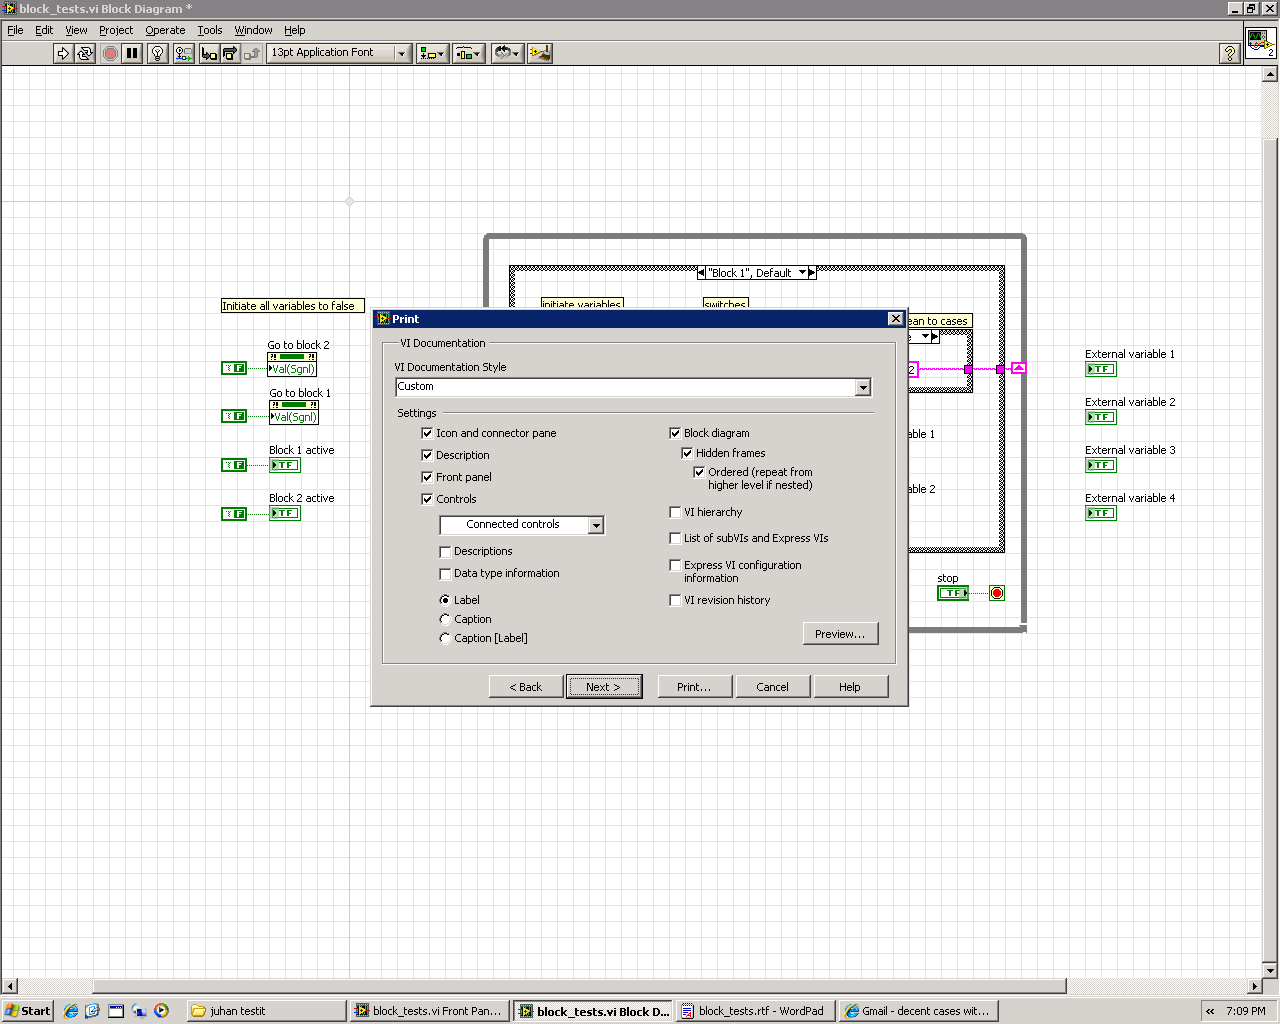 block_tests.vi Block Diagram *
File Edit View Project Operate Tools Window Help
13pt Application Font
?
2
"Block 1", Default
Initiate all variables to false
initiate variables
switches
ean to cases
Go to block 2
F
Val(Sgnl)
Go to block 1
F
Val(Sgnl)
Block 1 active
F
TF
Block 2 active
F
TF
2
able 1
able 2
stop
TF
External variable 1
TF
External variable 2
TF
External variable 3
TF
External variable 4
TF
Print
VI Documentation
VI Documentation Style
Custom
Settings
Icon and connector pane
Description
Front panel
Controls
Connected controls
Descriptions
Data type information
Label
Caption
Caption [Label]
Block diagram
Hidden frames
Ordered (repeat from
higher level if nested)
VI hierarchy
List of subVIs and Express VIs
Express VI configuration
information
VI revision history
Preview...
< Back Next > Print... Cancel Help
Start juhan testit block_tests.vi Front Pan... block_tests.vi Block D... block_tests.rtf - WordPad Gmail - decent cases wit... « 7:09 PM